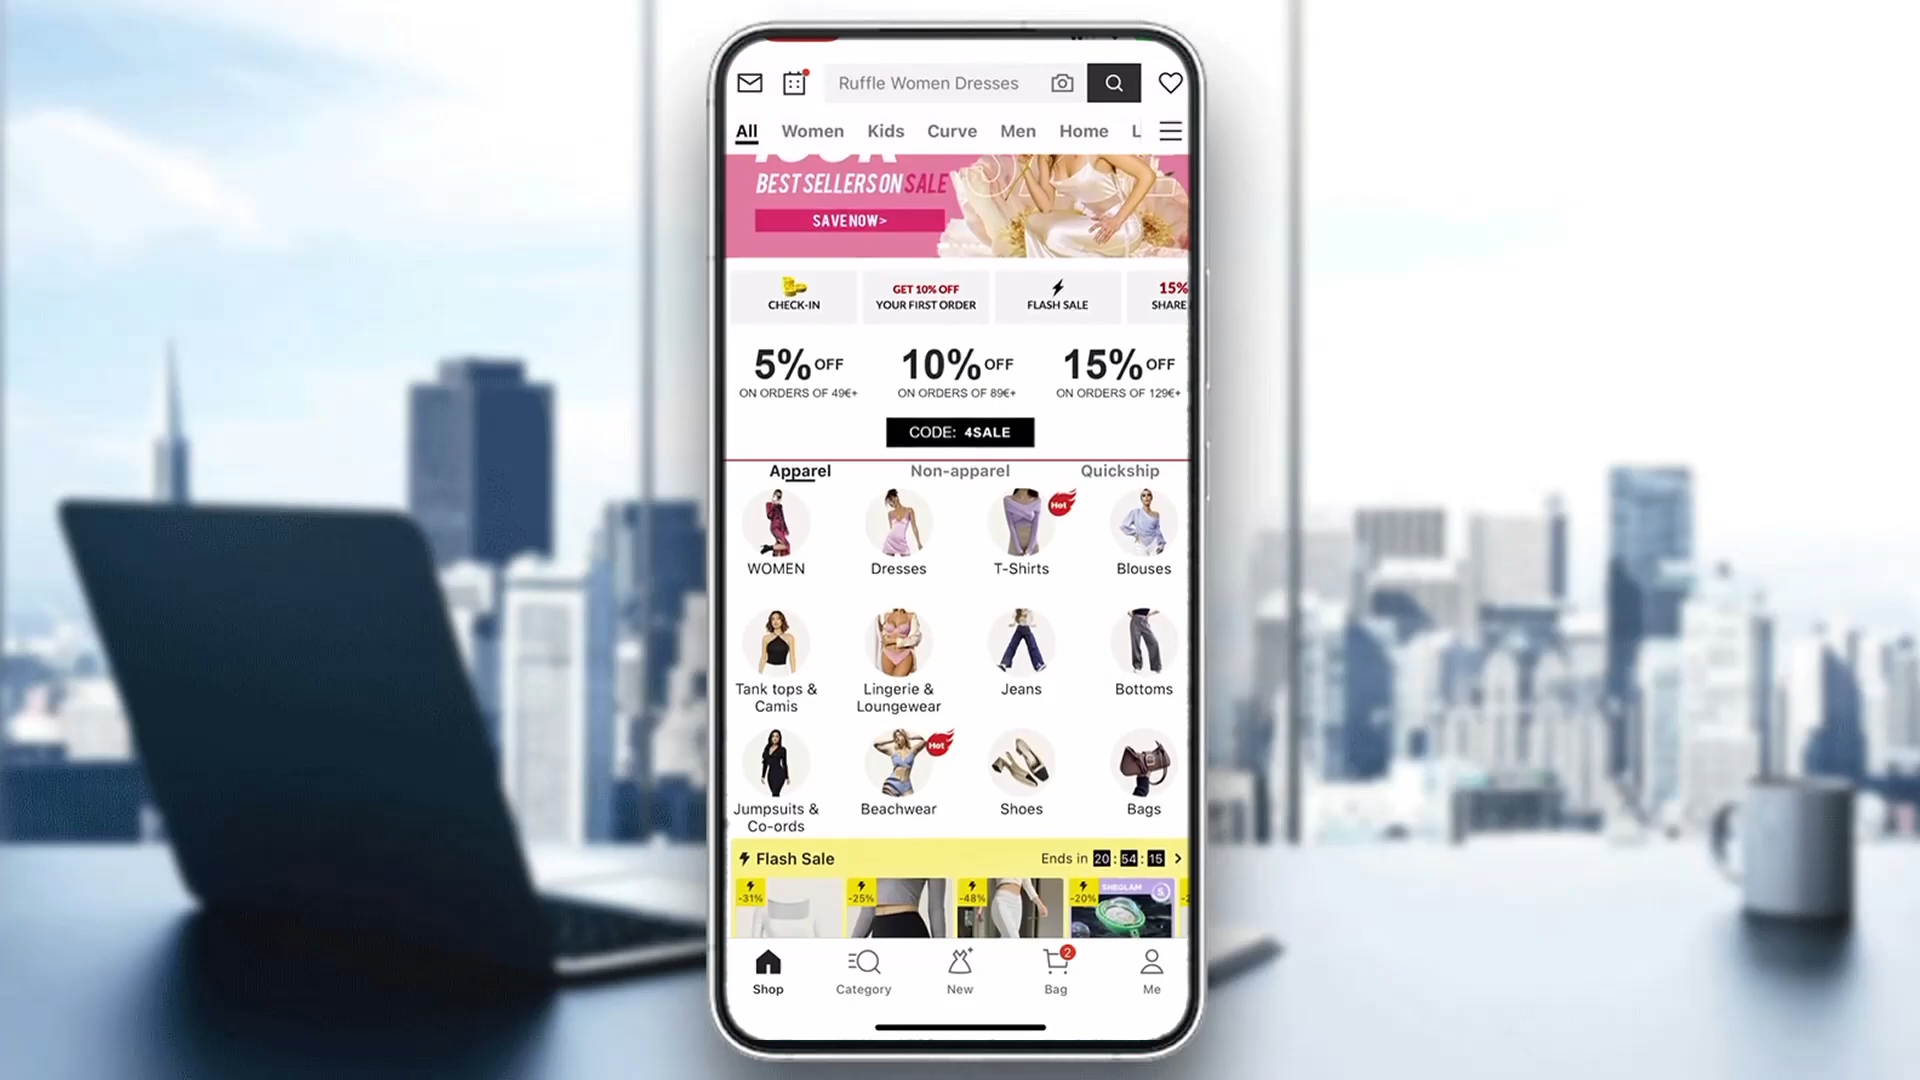 Ruffle Women Dresses
All Women Kids Curve Men Home L
BEST SELLERS ON SALE
SAVE NOW>
CHECK-IN
GET 10% OFF
YOUR FIRST ORDER
FLASH SALE
15%
SHARE
5% OFF
ON ORDERS OF 49€+
10% OFF
ON ORDERS OF 89€+
15% OFF
ON ORDERS OF 129€+
CODE: 4SALE
Apparel Non-apparel Quickship
Hot
WOMEN Dresses T-Shirts Blouses
Tank tops &
Camis
Lingerie &
Loungewear
Jeans
Bottoms
Hot
Jumpsuits &
Co-ords
Beachwear
Shoes
Bags
Flash Sale Ends in 20:54:15 >
-31% -25% -48% -20%
SHEGLAM
2
Shop Category New Bag Me